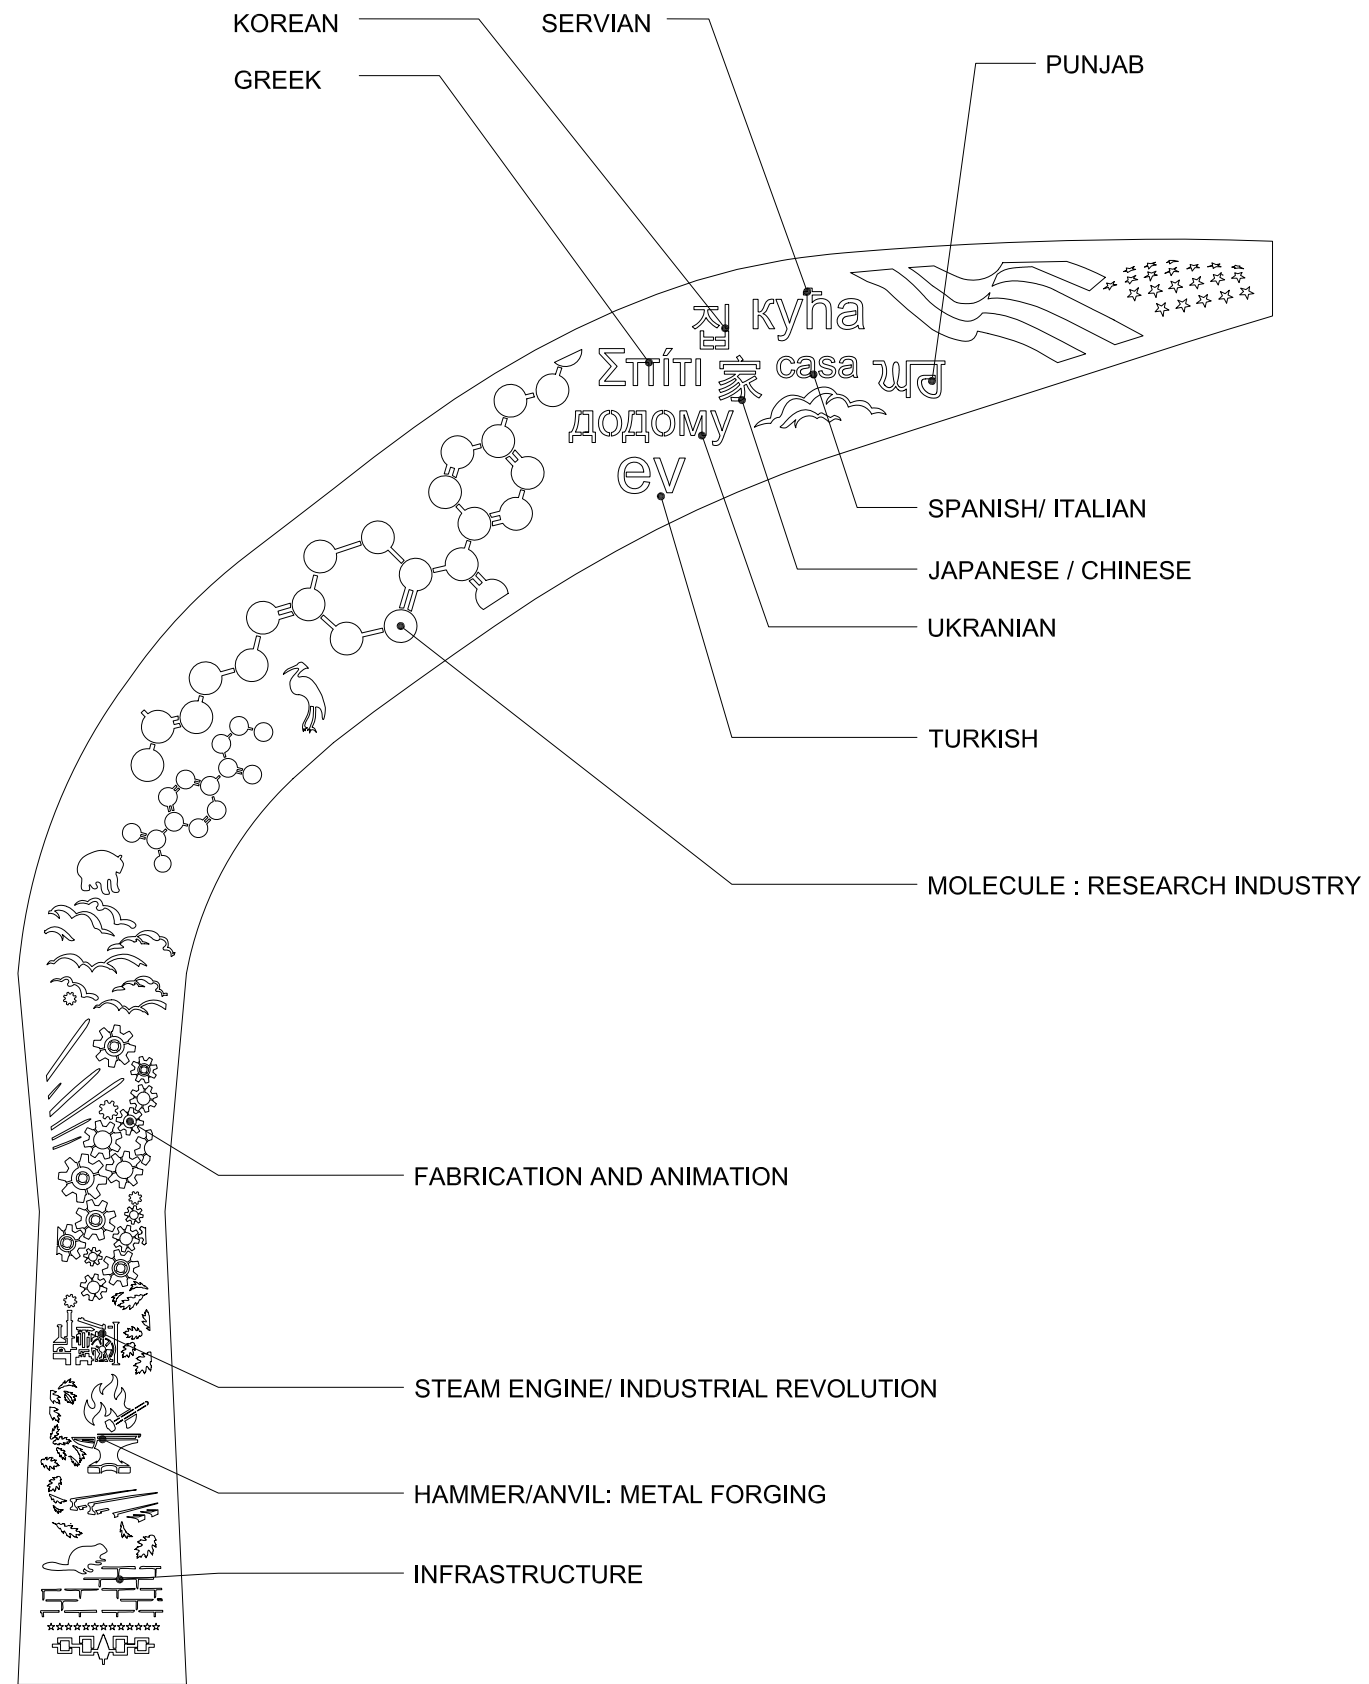 KOREAN
SERVIAN
GREEK
PUNJAB
집
кућа
Σπίτι
家
casa
ਘਰ
додому
ev
SPANISH/ ITALIAN
JAPANESE / CHINESE
UKRANIAN
TURKISH
MOLECULE : RESEARCH INDUSTRY
FABRICATION AND ANIMATION
STEAM ENGINE/ INDUSTRIAL REVOLUTION
HAMMER/ANVIL: METAL FORGING
INFRASTRUCTURE